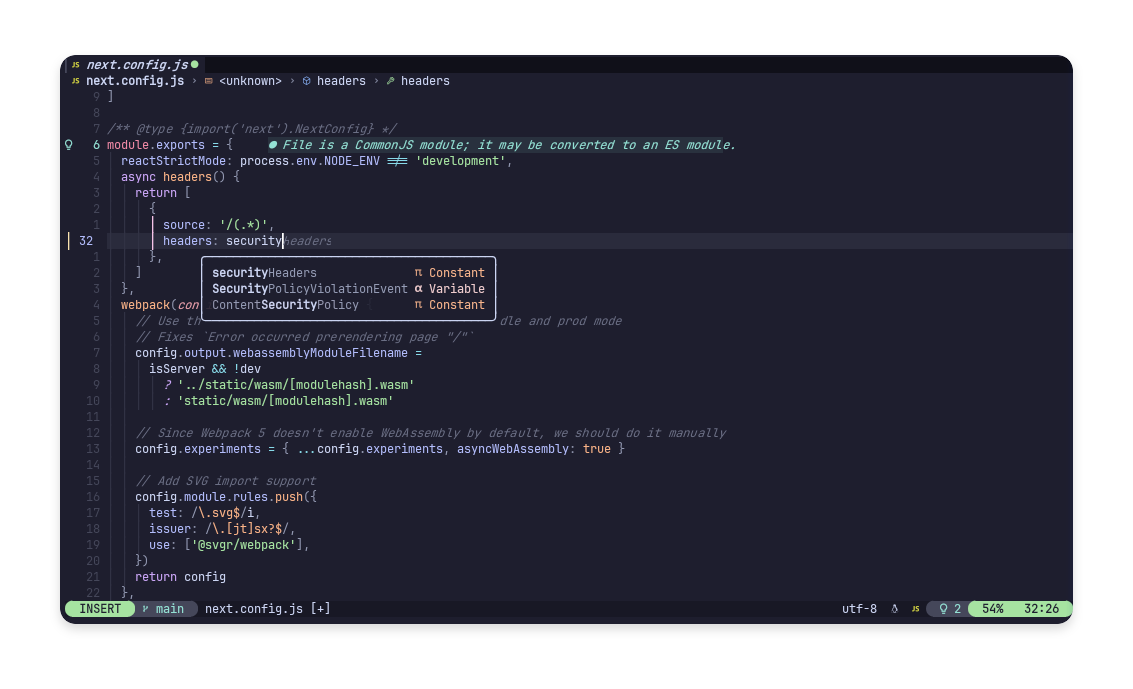 JS next.config.js
JS next.config.js › <unknown> › headers › headers
9 ]
8
7 /** @type {import('next').NextConfig} */
6 module.exports = { File is a CommonJS module; it may be converted to an ES module.
5 reactStrictMode: process.env.NODE_ENV !== 'development',
4 async headers() {
3 return [
2 {
1 source: '/(.*)',
32 headers: securityheaders
1 },
2 ]
3 },
4 webpack(con
securityHeaders π Constant
SecurityPolicyViolationEvent α Variable
ContentSecurityPolicy π Constant
5 // Use th dle and prod mode
6 // Fixes `Error occurred prerendering page "/"`
7 config.output.webassemblyModuleFilename =
8 isServer && !dev
9 ? '../static/wasm/[modulehash].wasm'
10 : 'static/wasm/[modulehash].wasm'
11
12 // Since Webpack 5 doesn't enable WebAssembly by default, we should do it manually
13 config.experiments = { ...config.experiments, asyncWebAssembly: true }
14
15 // Add SVG import support
16 config.module.rules.push({
17 test: /\.svg$/i,
18 issuer: /\.[jt]sx?$/,
19 use: ['@svgr/webpack'],
20 })
21 return config
22 },
INSERT main next.config.js [+] utf-8 JS 2 54% 32:26